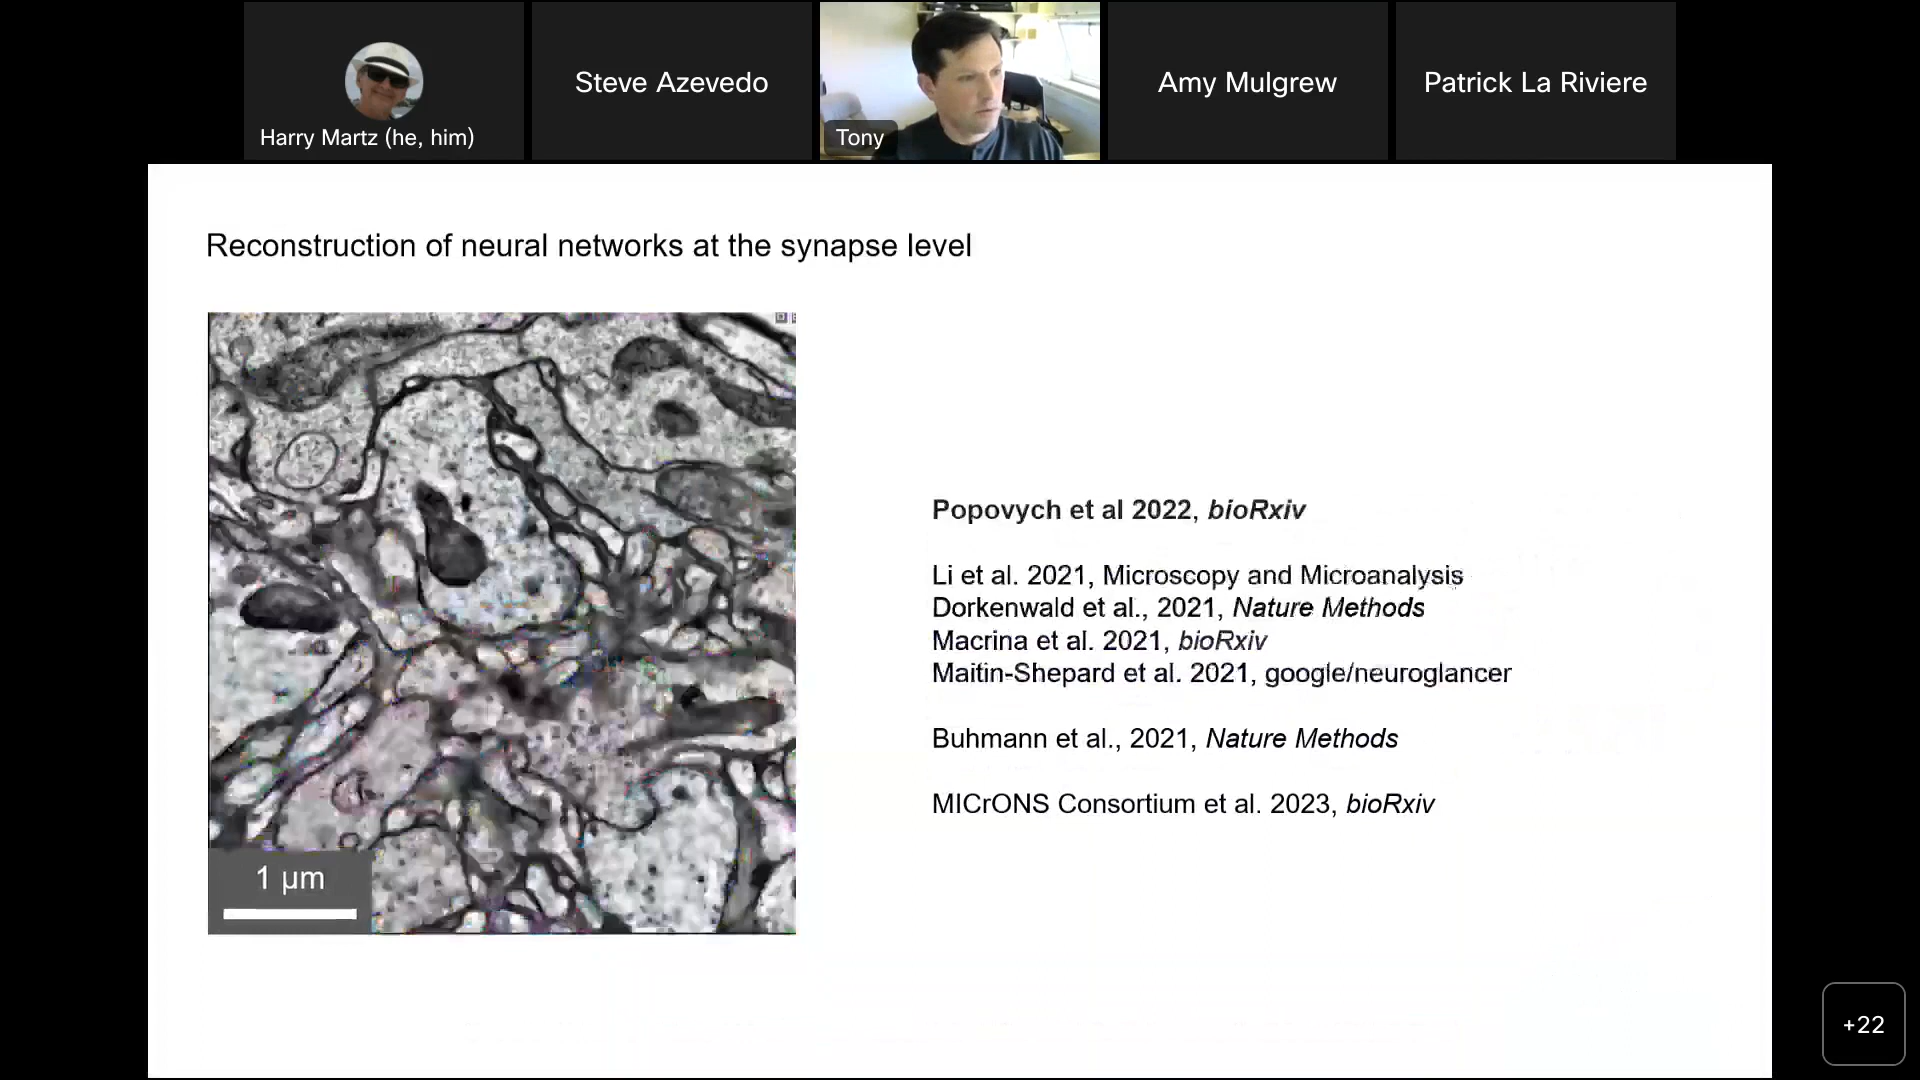 Harry Martz (he, him)
Steve Azevedo
Tony
Amy Mulgrew
Patrick La Riviere
Reconstruction of neural networks at the synapse level
1 µm
Popovych et al 2022, bioRxiv
Li et al. 2021, Microscopy and Microanalysis
Dorkenwald et al., 2021, Nature Methods
Macrina et al. 2021, bioRxiv
Maitin-Shepard et al. 2021, google/neuroglancer
Buhmann et al., 2021, Nature Methods
MICrONS Consortium et al. 2023, bioRxiv
+22